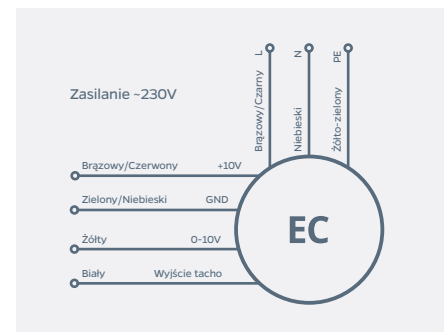 L
N
PE
Brązowy/Czarny
Niebieski
Żółto-zielony
Zasilanie ~230V
Brązowy/Czerwony +10V
Zielony/Niebieski GND
Żółty 0-10V
Biały Wyjście tacho
EC